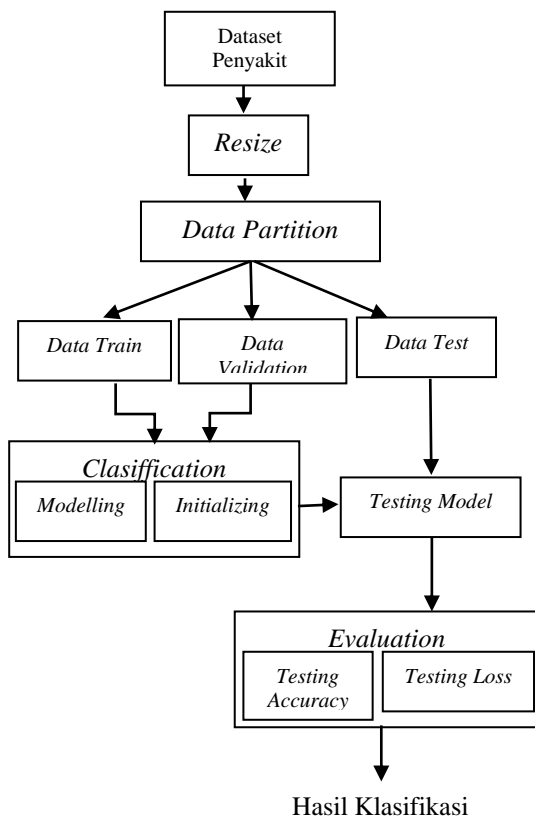 Dataset
Penyakit
Resize
Data Partition
Data Train
Data
Validation
Data Test
Clasiffication
Modelling
Initializing
Testing Model
Evaluation
Testing
Accuracy
Testing Loss
Hasil Klasifikasi